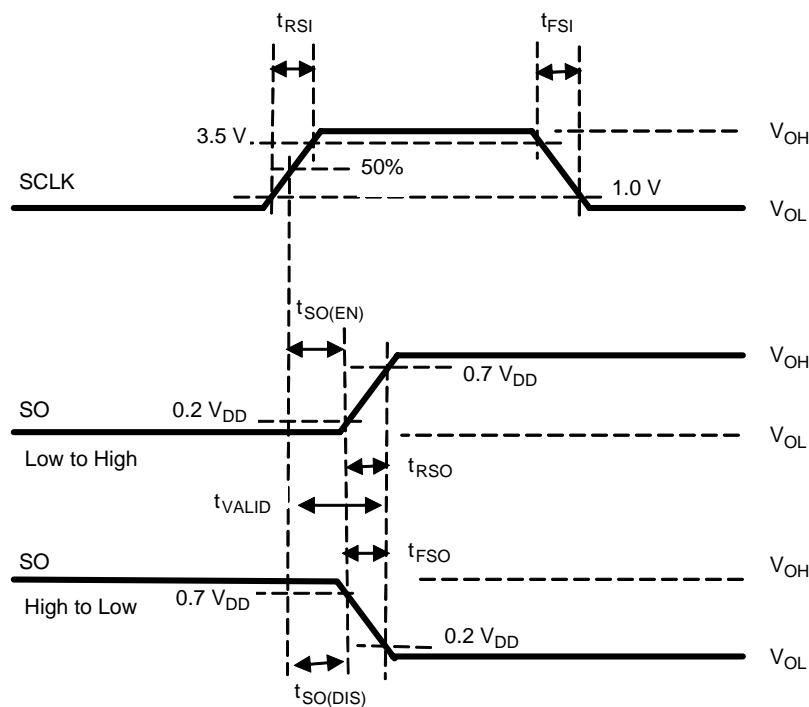 tRSI
tFSI
3.5 V
VOH
50%
SCLK
1.0 V
VOL
tSO(EN)
VOH
0.7 VDD
SO
0.2 VDD
VOL
Low to High
tRSO
tVALID
tFSO
SO
VOH
0.7 VDD
High to Low
0.2 VDD
VOL
tSO(DIS)